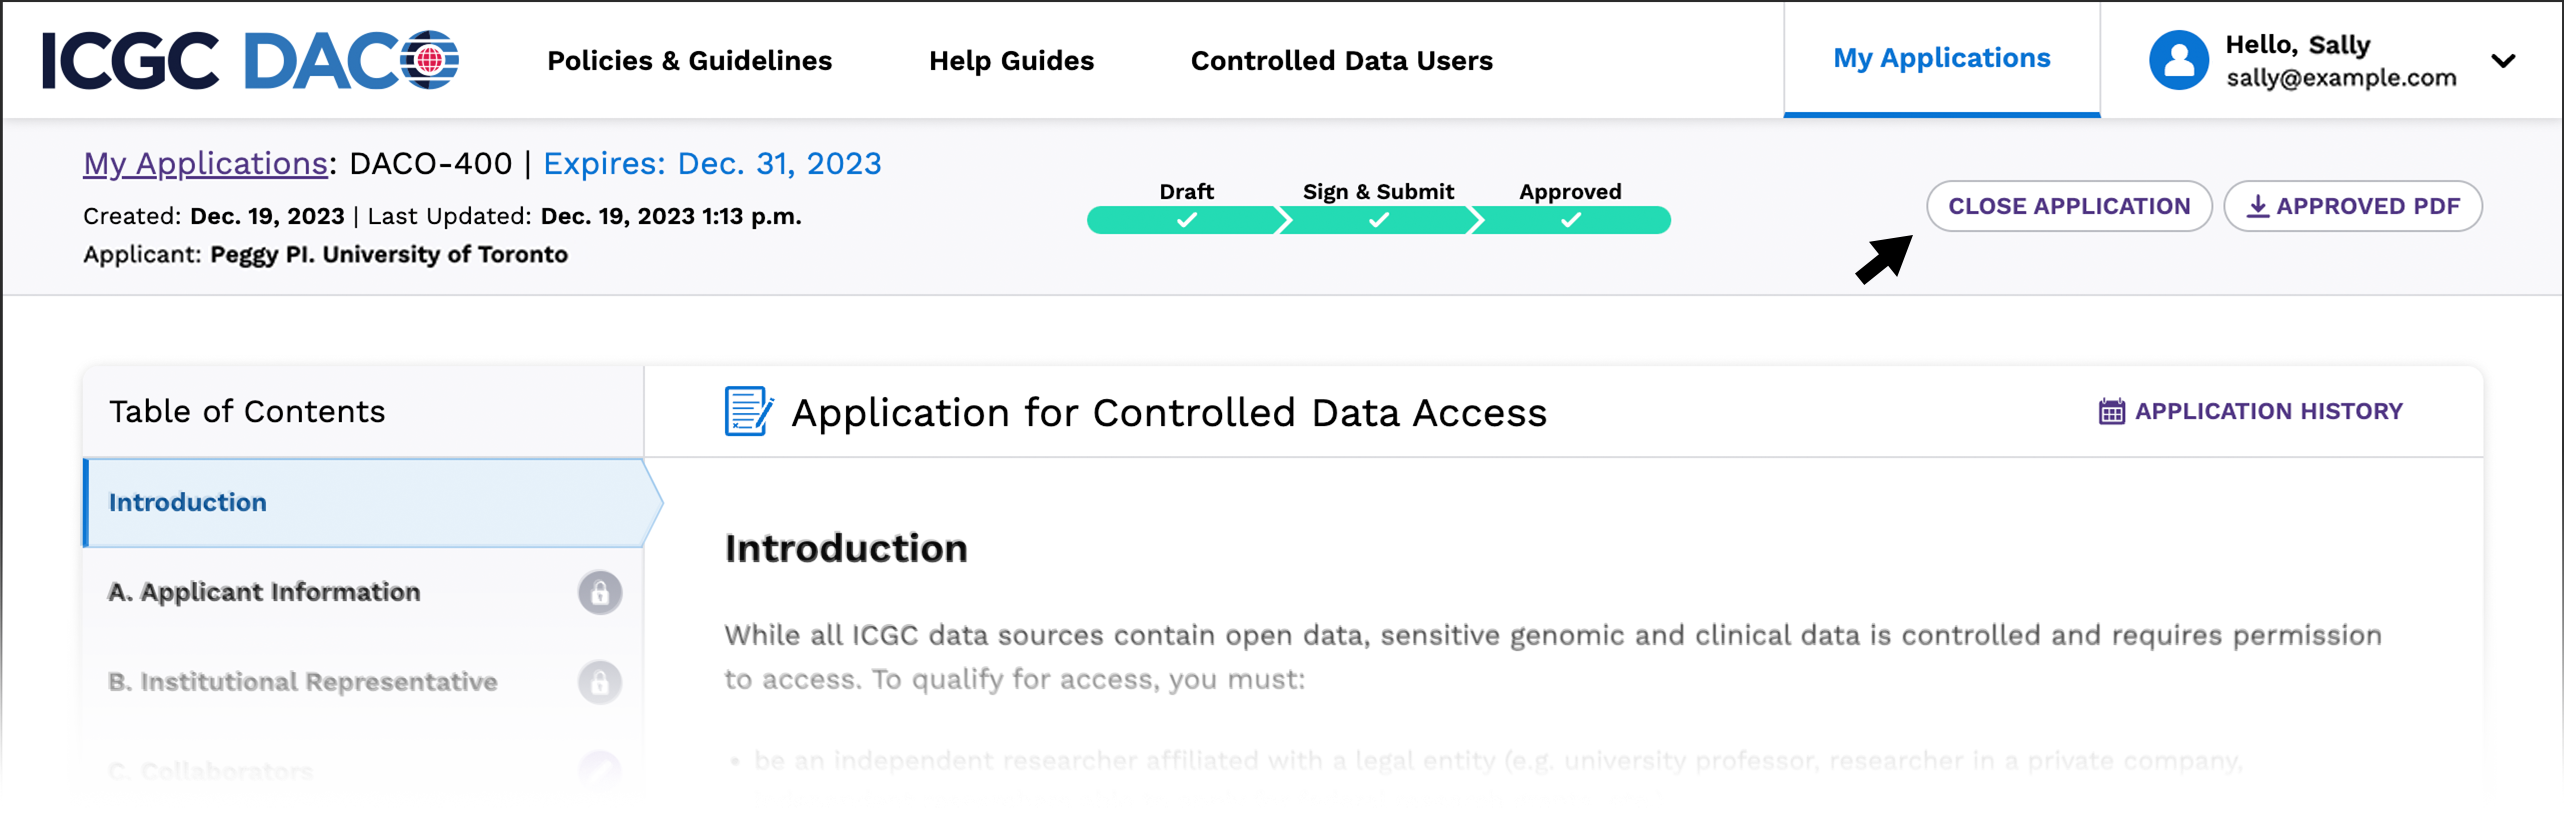 ICGC DACO
Policies & Guidelines
Help Guides
Controlled Data Users
My Applications
Hello, Sally
sally@example.com
My Applications: DACO-400 | Expires: Dec. 31, 2023
Created: Dec. 19, 2023 | Last Updated: Dec. 19, 2023 1:13 p.m.
Applicant: Peggy PI. University of Toronto
Draft
Sign & Submit
Approved
CLOSE APPLICATION
APPROVED PDF
Table of Contents
Introduction
A. Applicant Information
B. Institutional Representative
C. Collaborators
Application for Controlled Data Access
APPLICATION HISTORY
Introduction
While all ICGC data sources contain open data, sensitive genomic and clinical data is controlled and requires permission
to access. To qualify for access, you must:
• be an independent researcher affiliated with a legal entity (e.g. university professor, researcher in a private company,